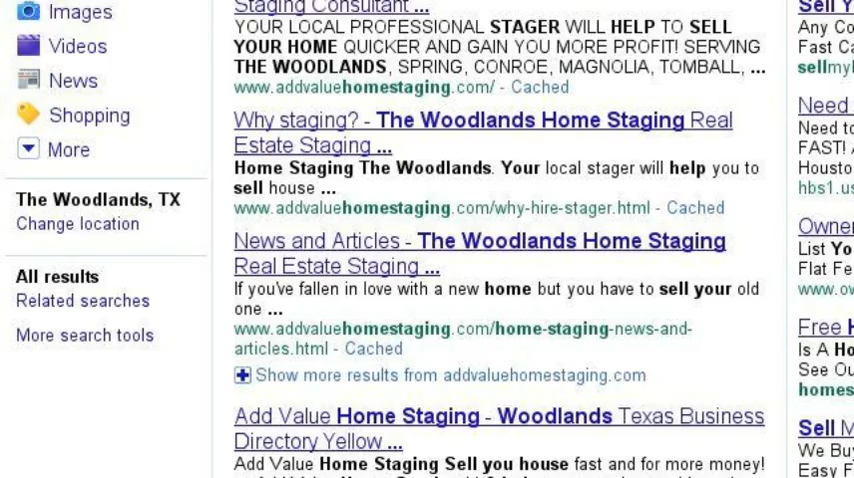 Images
Videos
News
Shopping
More
The Woodlands, TX
Change location
All results
Related searches
More search tools
Staging Consultant ...
YOUR LOCAL PROFESSIONAL STAGER WILL HELP TO SELL
YOUR HOME QUICKER AND GAIN YOU MORE PROFIT! SERVING
THE WOODLANDS, SPRING, CONROE, MAGNOLIA, TOMBALL, ...
www.addvaluehomestaging.com/ - Cached
Why staging? - The Woodlands Home Staging Real
Estate Staging ...
Home Staging The Woodlands. Your local stager will help you to
sell house ...
www.addvaluehomestaging.com/why-hire-stager.html - Cached
News and Articles - The Woodlands Home Staging
Real Estate Staging ...
If you've fallen in love with a new home but you have to sell your old
one ...
www.addvaluehomestaging.com/home-staging-news-and-
articles.html - Cached
Show more results from addvaluehomestaging.com
Add Value Home Staging - Woodlands Texas Business
Directory Yellow ...
Add Value Home Staging Sell you house fast and for more money!
Sell Y
Any Co
Fast Ca
sellmyl
Need
Need to
FAST! A
Housto
hbs1.us
Owner
List Yo
Flat Fe
www.ov
Free H
Is A Ho
See Ou
homes
Sell M
We Buy
Easy F